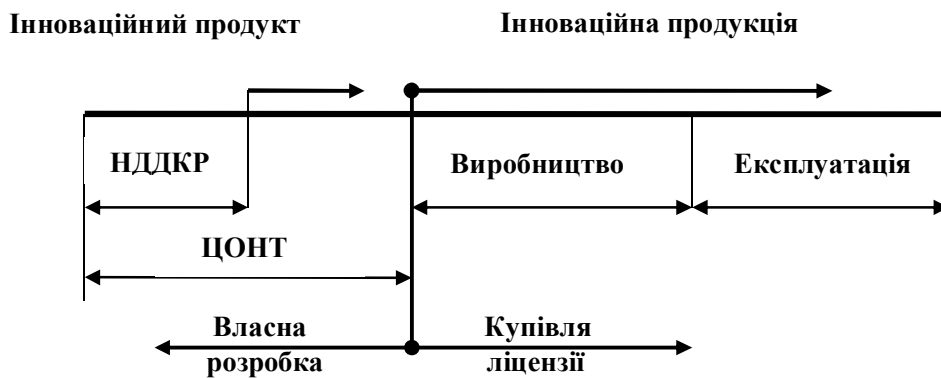 Інноваційний продукт
Інноваційна продукція
НДДКР
Виробництво
Експлуатація
ЦОНТ
Власна
розробка
Купівля
ліцензії